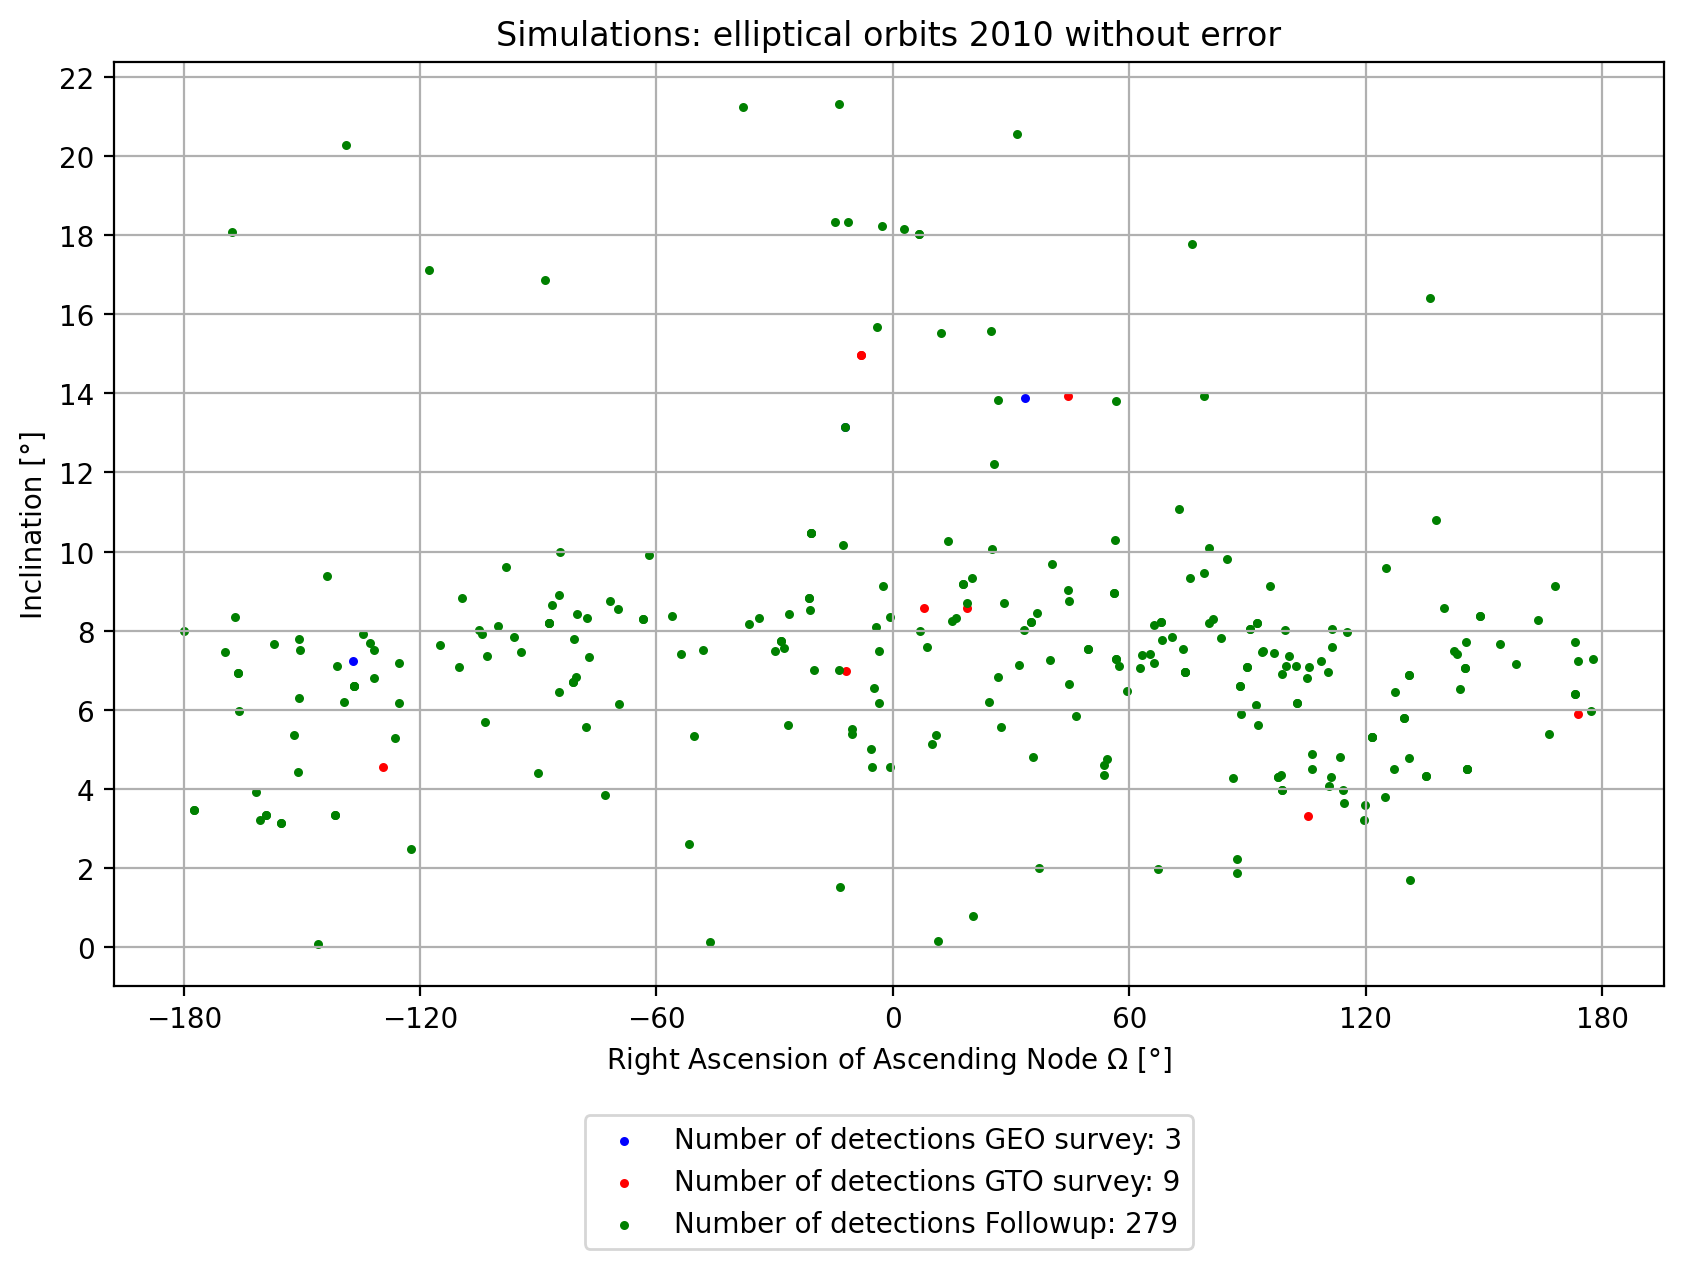 Simulations: elliptical orbits 2010 without error
22
20
18
16
14
12
10
8
6
4
2
0
Inclination [°]
−180 −120 −60 0 60 120 180
Right Ascension of Ascending Node Ω [°]
Number of detections GEO survey: 3
Number of detections GTO survey: 9
Number of detections Followup: 279